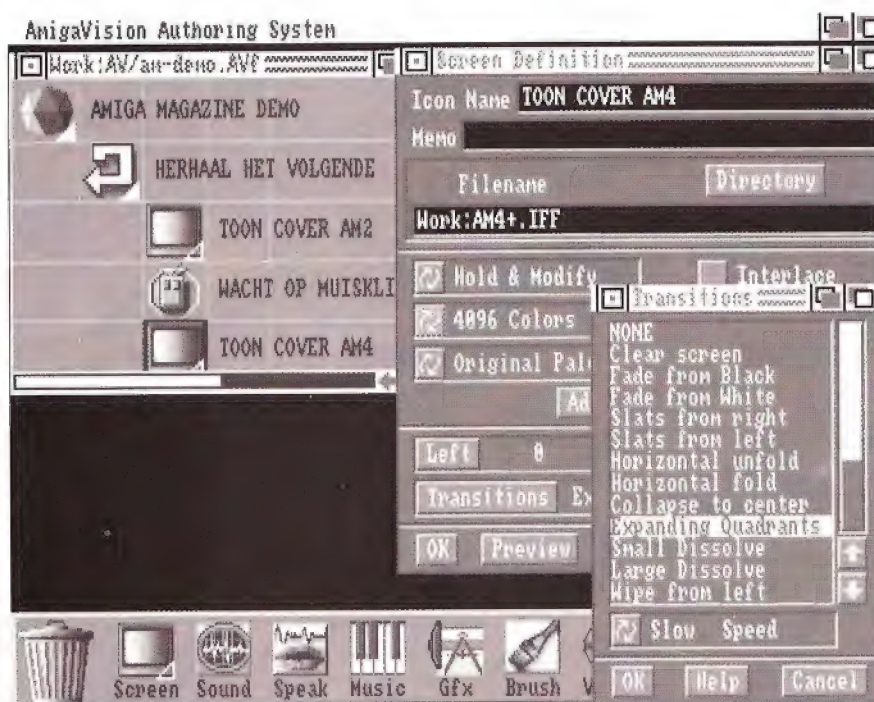 AmigaVision Authoring System
Work:AV/am-demo.AVf
AMIGA MAGAZINE DEMO
HERHAAL HET VOLGENDE
TOON COVER AM2
WACHT OP MUISKLI
TOON COVER AM4
Screen Definition
Icon Name TOON COVER AM4
Memo
Filename Directory
Work:AM4+.IFF
Hold & Modify Interlace
4096 Colors
Original Pale
Ad
Left 0
Transitions Ex
OK Preview
Transitions
NONE
Clear screen
Fade from Black
Fade from White
Slats from right
Slats from left
Horizontal unfold
Horizontal fold
Collapse to center
Expanding Quadrants
Small Dissolve
Large Dissolve
Wipe from left
Slow Speed
OK Help Cancel
Screen Sound Speak Music Gfx Brush V